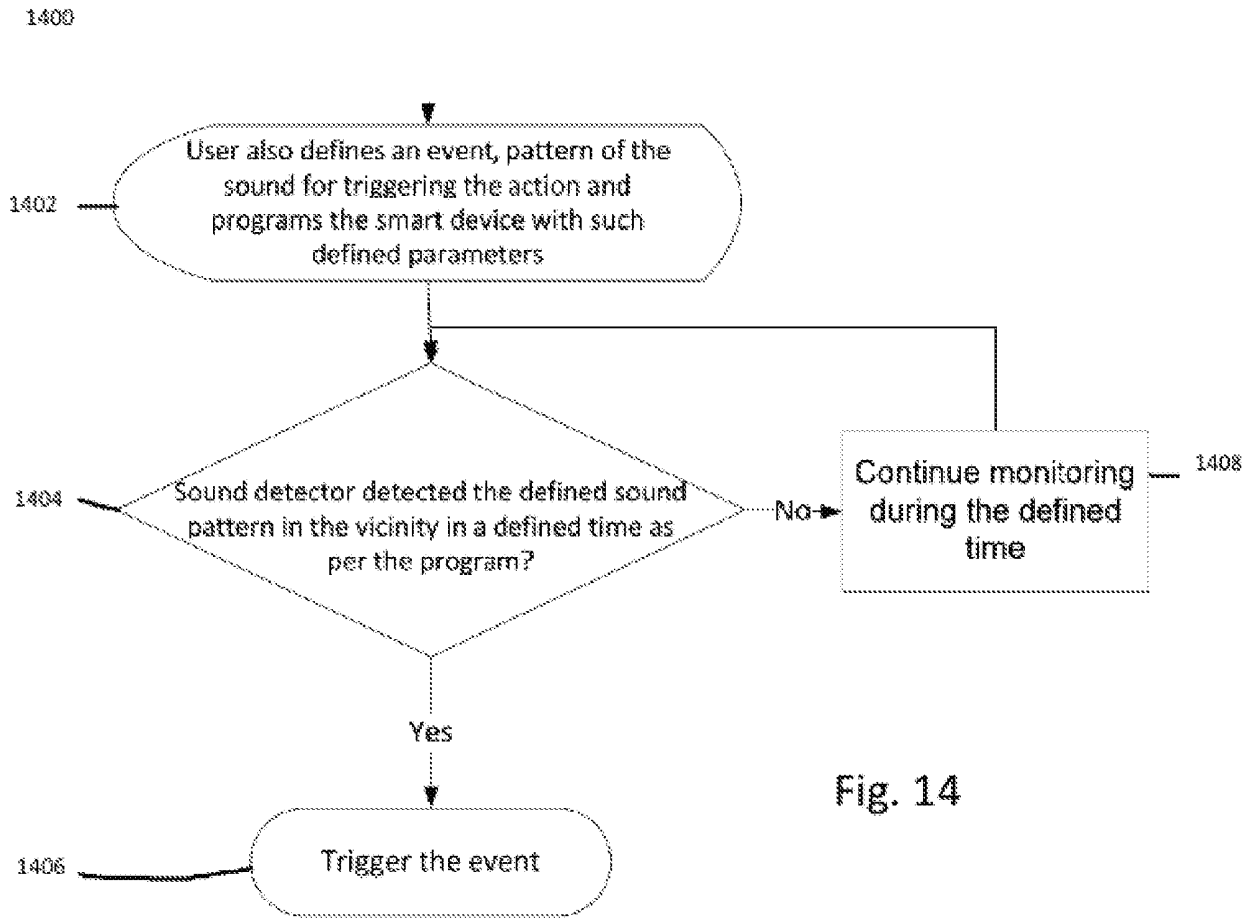 1400
User also defines an event, pattern of the
sound for triggering the action and
programs the smart device with such
defined parameters
1402
1404
Sound detector detected the defined sound
pattern in the vicinity in a defined time as
per the program?
No
Continue monitoring
during the defined
time
1408
Yes
Fig. 14
1406
Trigger the event